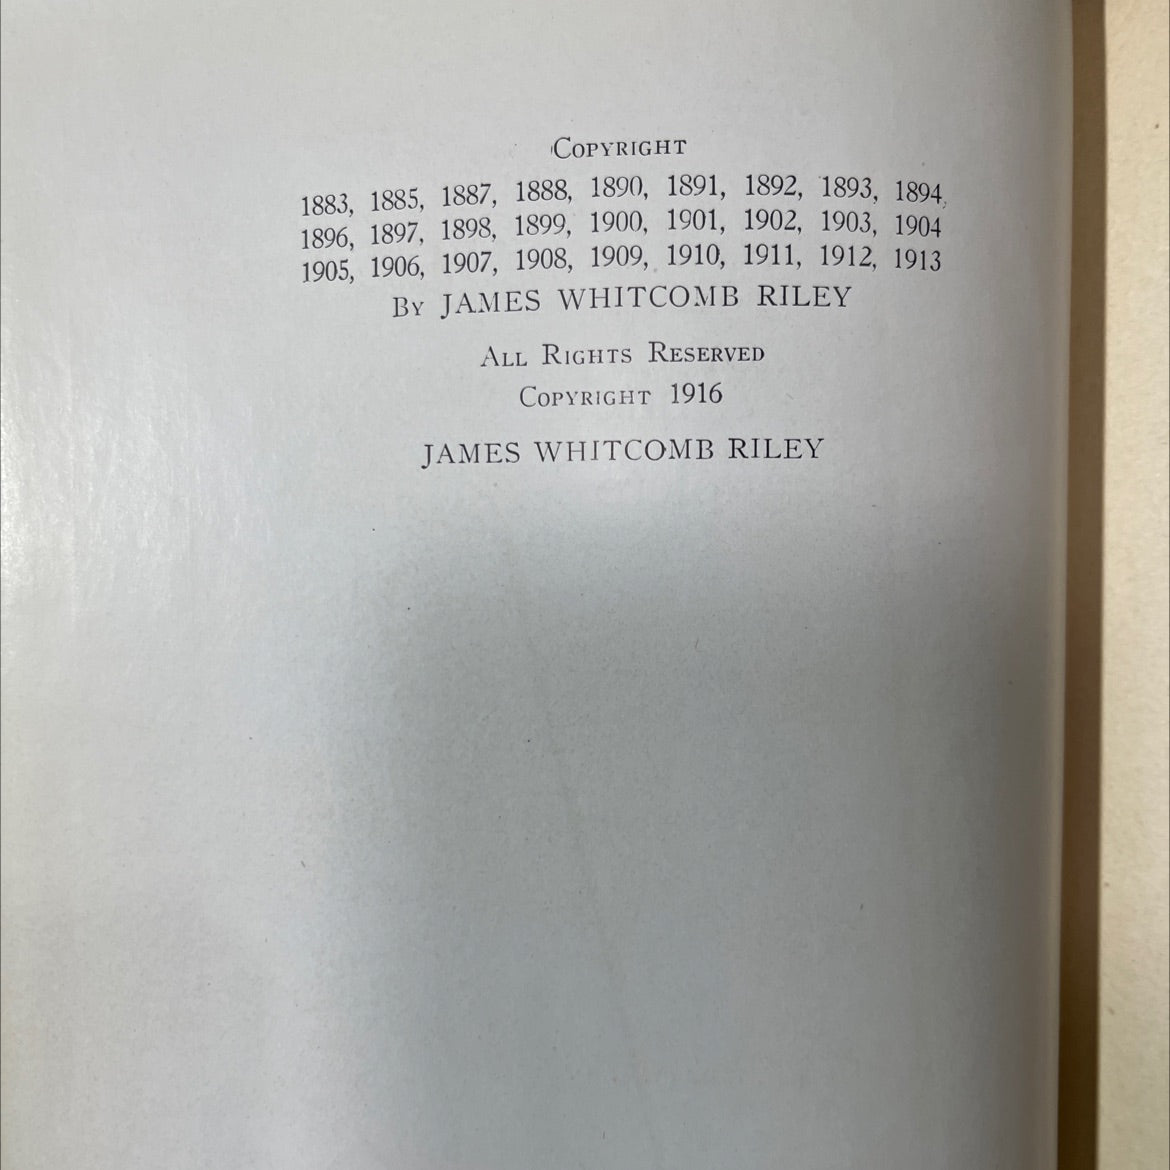 Copyright
1883, 1885, 1887, 1888, 1890, 1891, 1892, 1893, 1894,
1896, 1897, 1898, 1899, 1900, 1901, 1902, 1903, 1904
1905, 1906, 1907, 1908, 1909, 1910, 1911, 1912, 1913
By JAMES WHITCOMB RILEY
All Rights Reserved
Copyright 1916
JAMES WHITCOMB RILEY